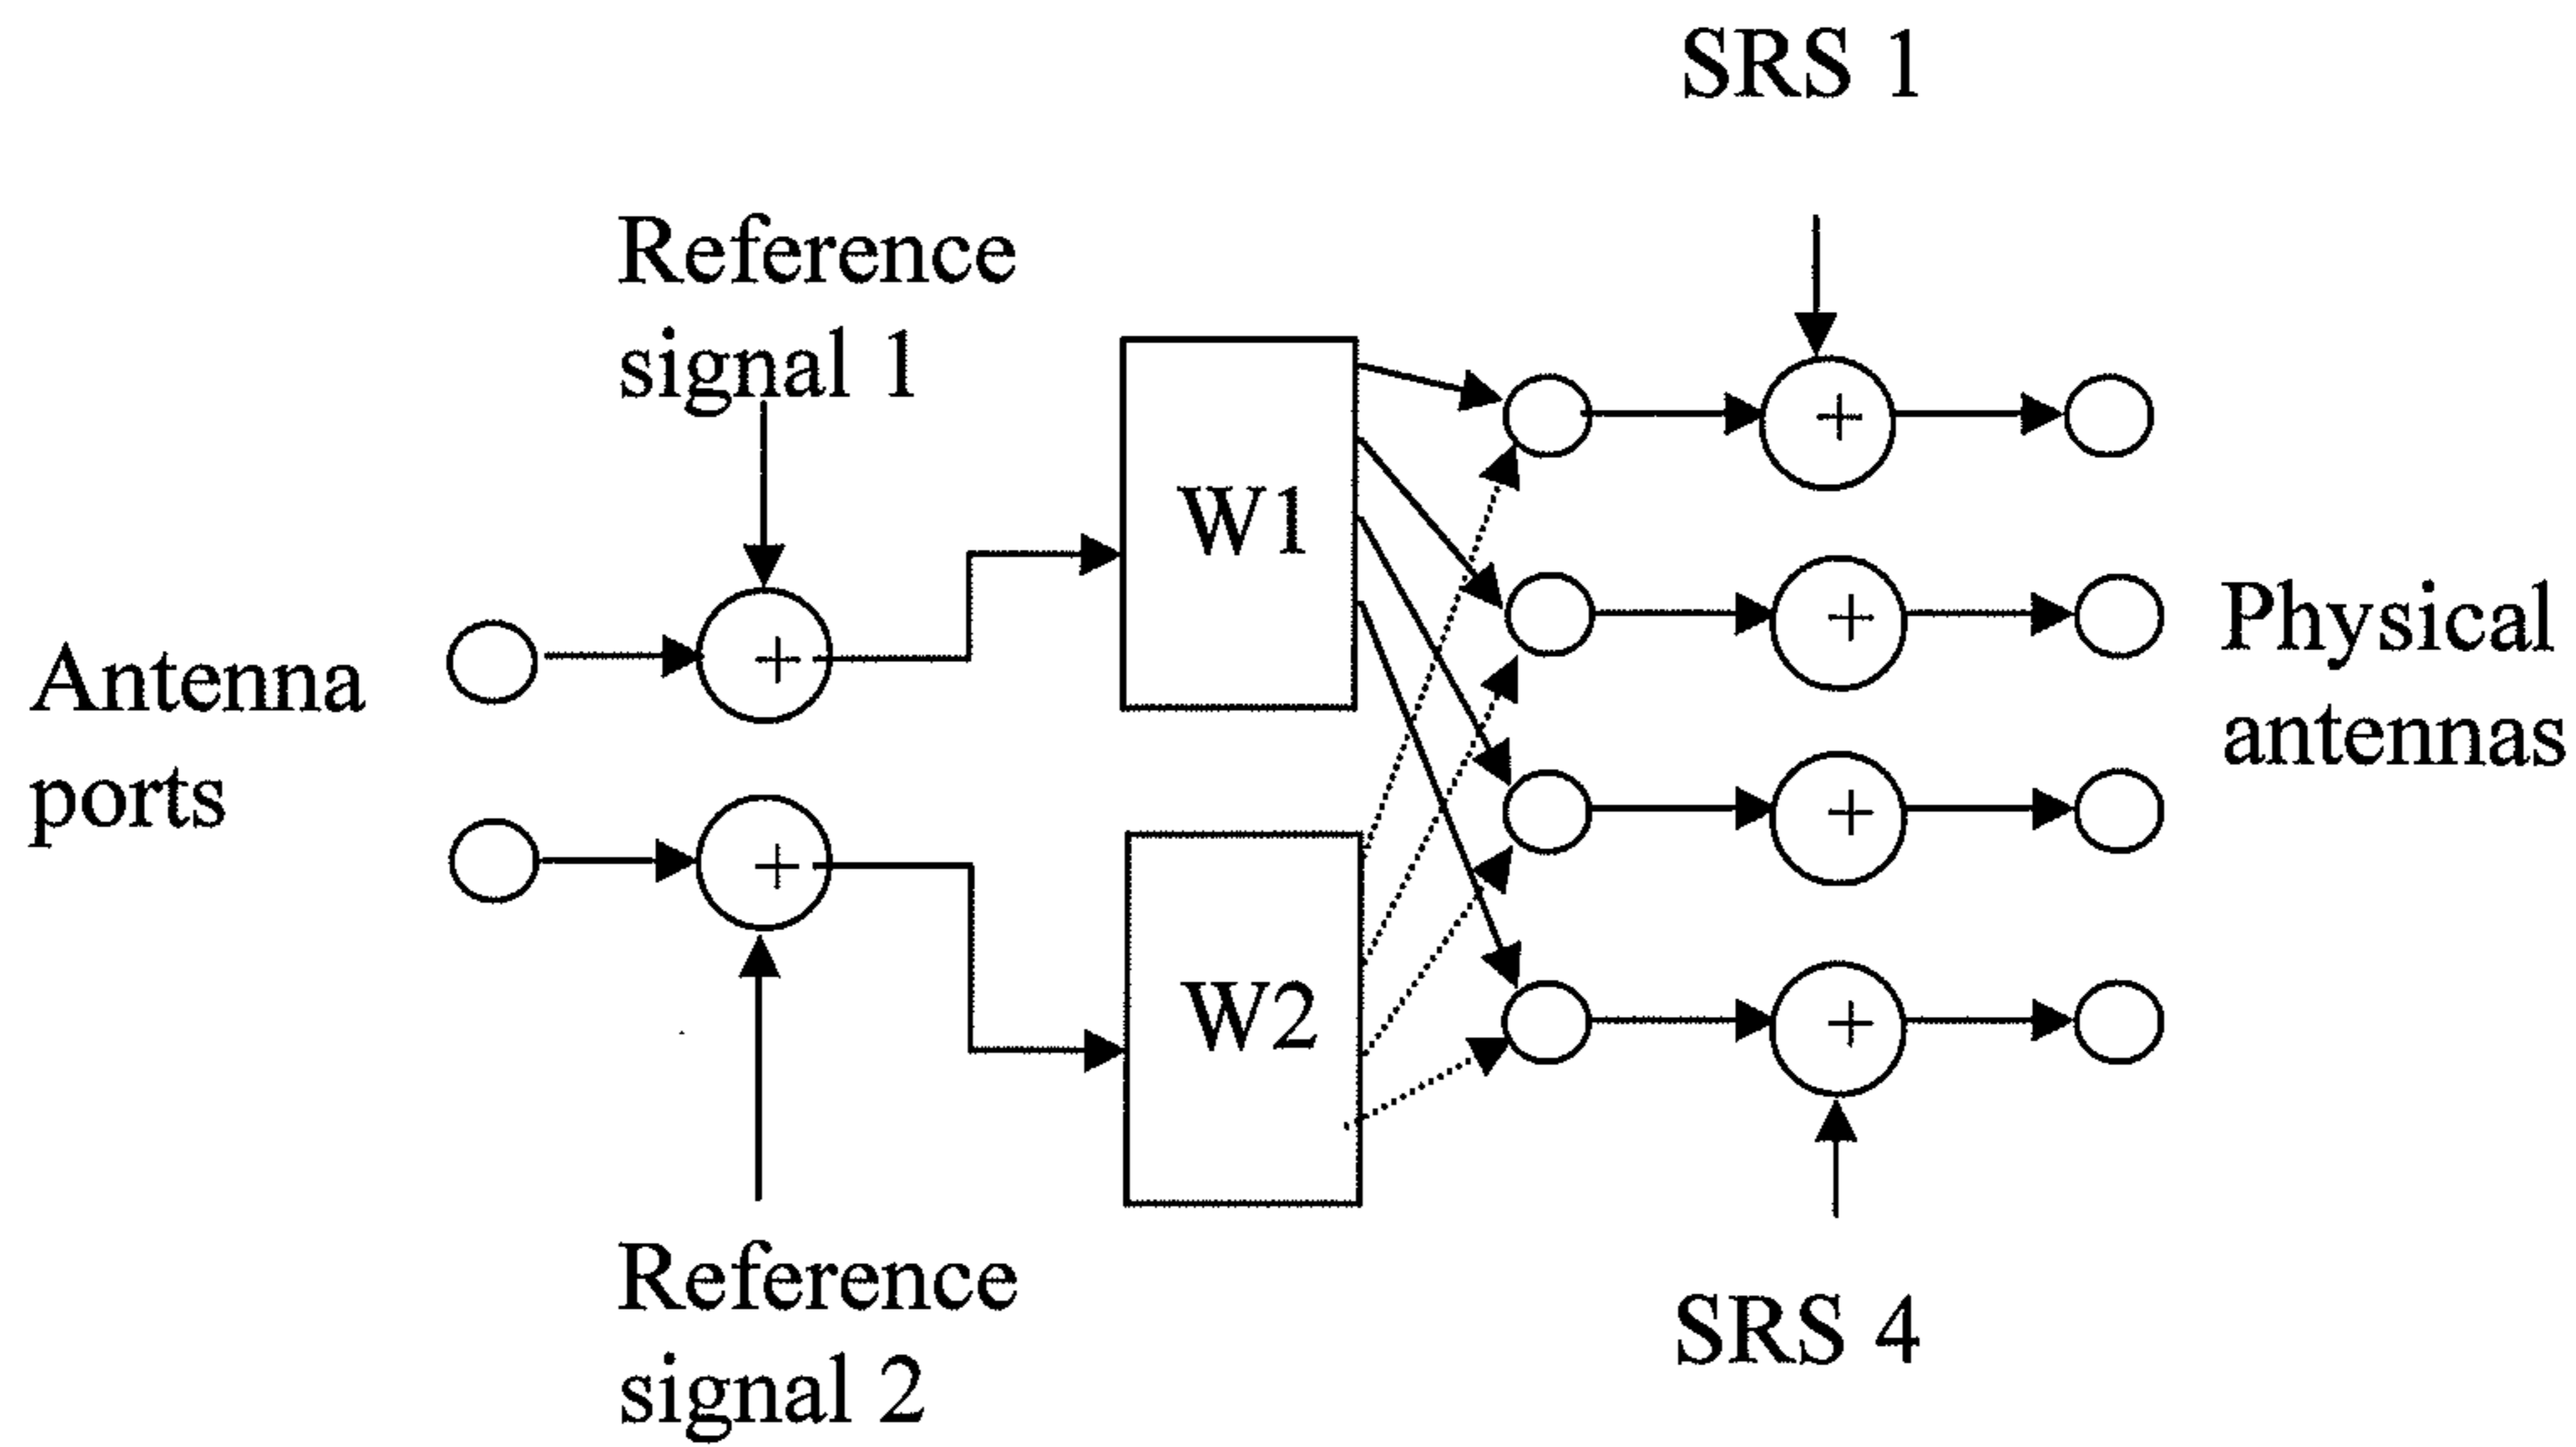 SRS 1
Reference
signal 1
W1
Antenna
ports
Physical
antennas
W2
Reference
signal 2
SRS 4